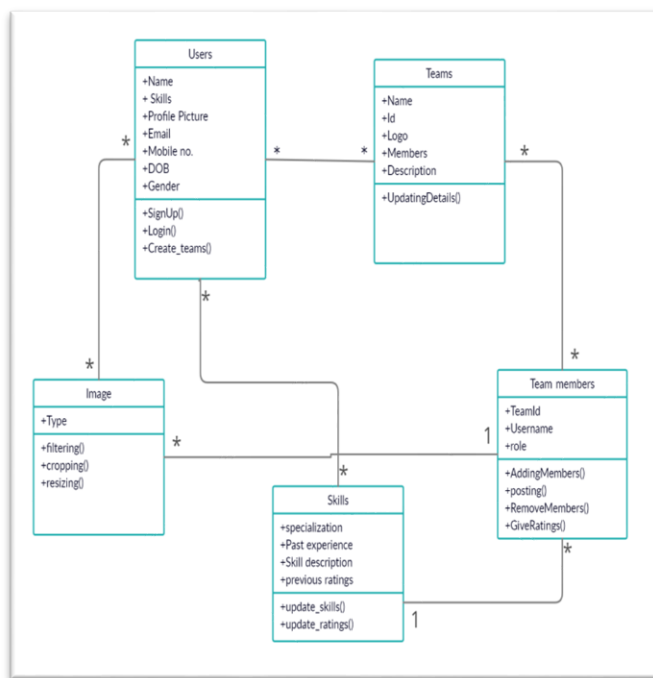 Users
+Name
+ Skills
+Profile Picture
+Email
+Mobile no.
+DOB
+Gender
+SignUp()
+Login()
+Create_teams()
Teams
+Name
+Id
+Logo
+Members
+Description
+UpdatingDetails()
*
*
*
*
*
*
*
Image
+Type
+filtering()
+cropping()
+resizing()
Team members
+TeamId
+Username
+role
+AddingMembers()
+posting()
+RemoveMembers()
+GiveRatings()
*
1
*
Skills
+specialization
+Past experience
+Skill description
+previous ratings
+update_skills()
+update_ratings()
*
1